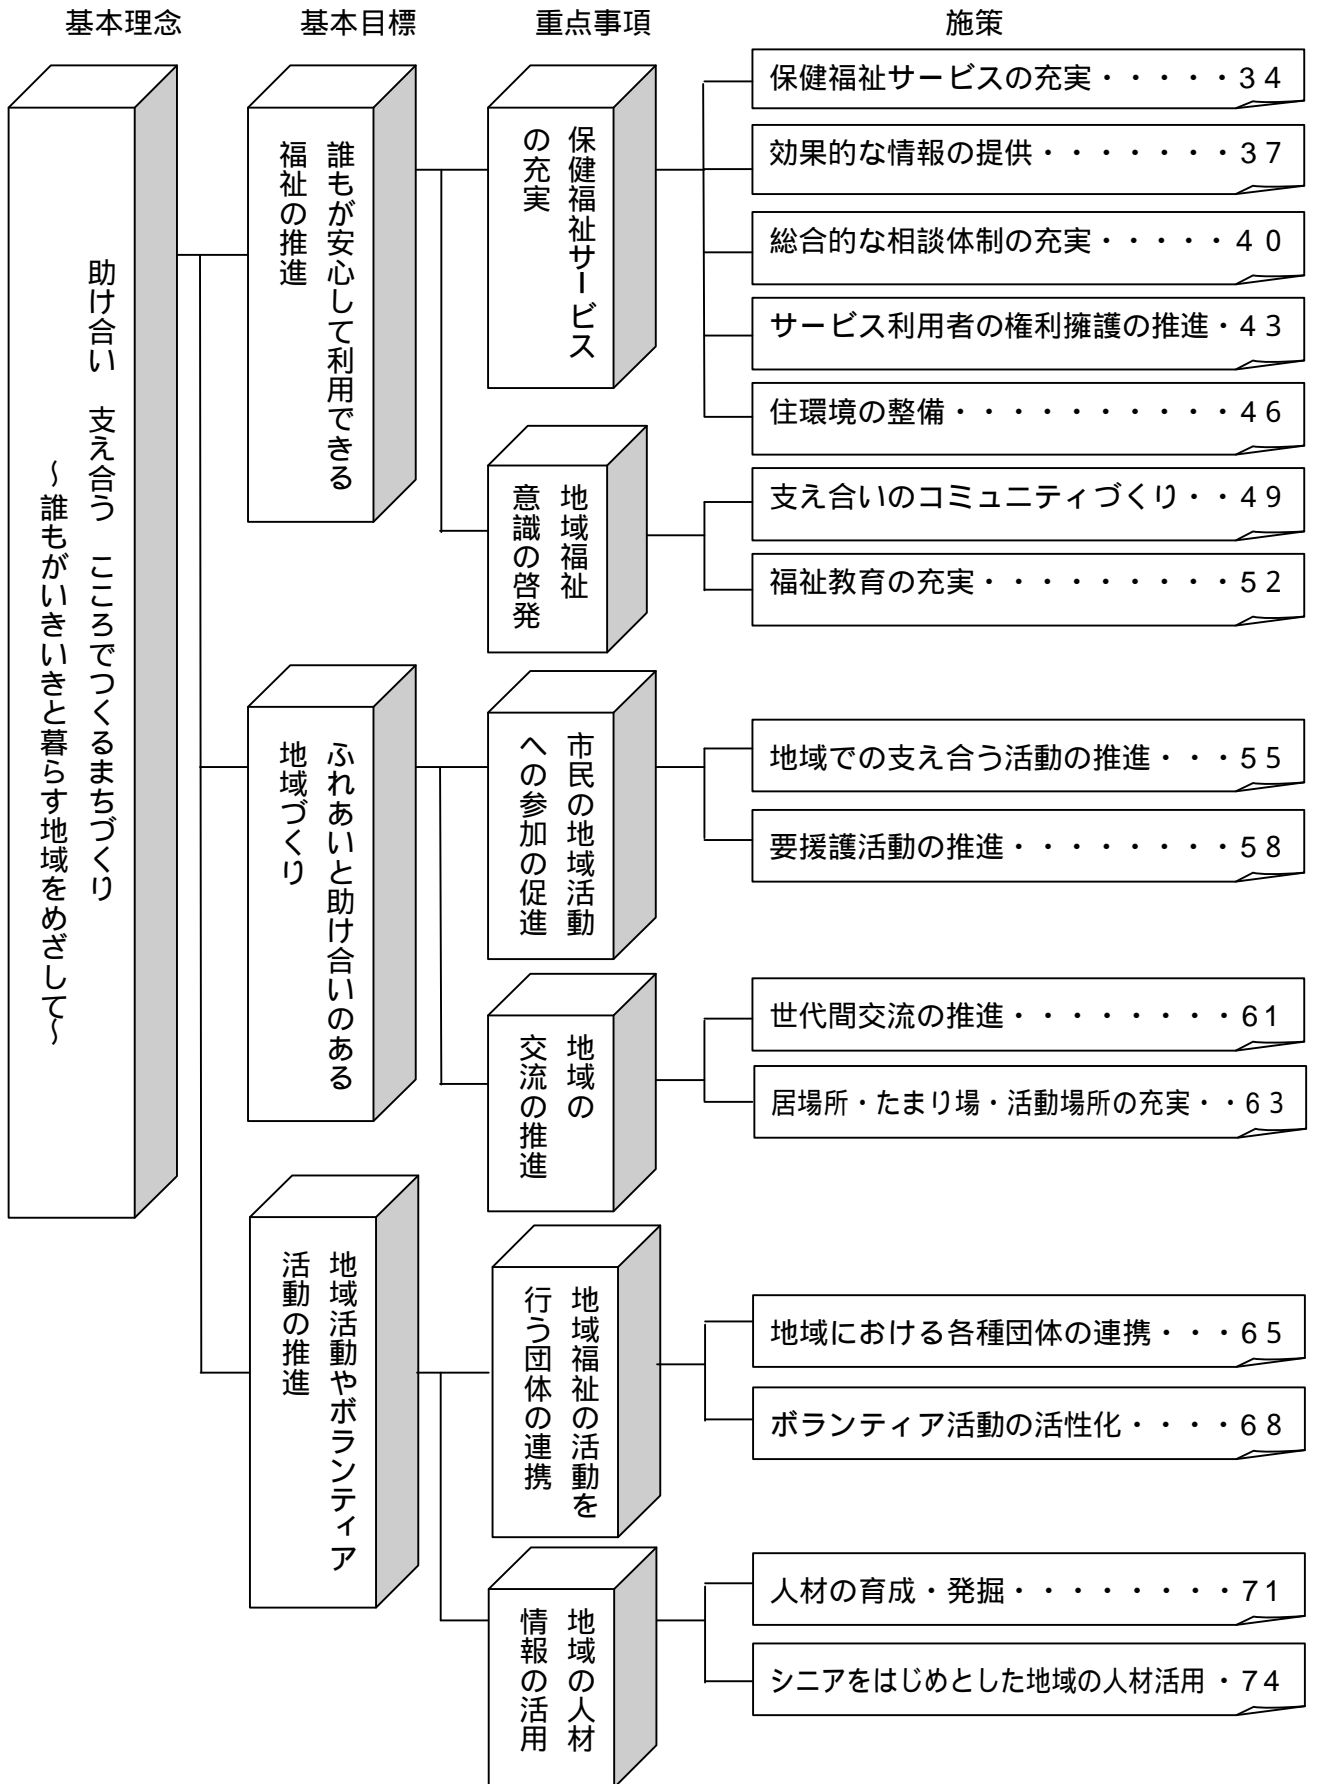 基本理念
基本目標
重点事項
施策
助け合い　支え合う　こころでつくるまちづくり
～誰もがいきいきと暮らす地域をめざして～
誰もが安心して利用できる
福祉の推進
保健福祉サービス
の充実
保健福祉サービスの充実・・・・・３４
効果的な情報の提供・・・・・・・３７
総合的な相談体制の充実・・・・・４０
サービス利用者の権利擁護の推進・４３
住環境の整備・・・・・・・・・・４６
地域福祉
意識の啓発
支え合いのコミュニティづくり・・４９
福祉教育の充実・・・・・・・・・５２
ふれあいと助け合いのある
地域づくり
市民の地域活動
への参加の促進
地域での支え合う活動の推進・・・５５
要援護活動の推進・・・・・・・・５８
地域の
交流の推進
世代間交流の推進・・・・・・・・６１
居場所・たまり場・活動場所の充実・・６３
地域活動やボランティア
活動の推進
地域福祉の活動を
行う団体の連携
地域における各種団体の連携・・・６５
ボランティア活動の活性化・・・・６８
地域の人材
情報の活用
人材の育成・発掘・・・・・・・・７１
シニアをはじめとした地域の人材活用・７４